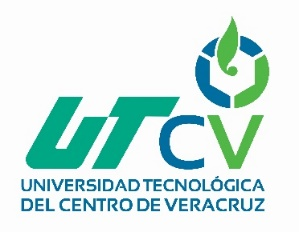 UTCV
UNIVERSIDAD TECNOLÓGICA
DEL CENTRO DE VERACRUZ